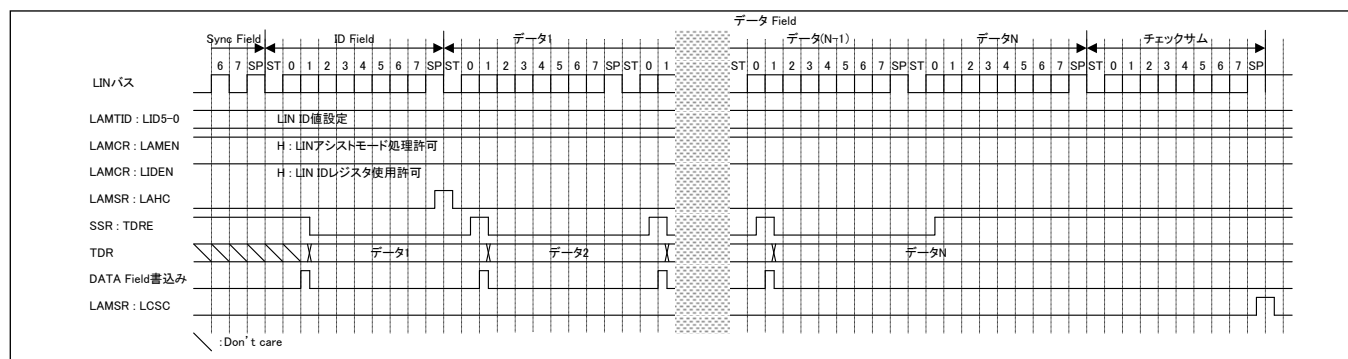 データ Field
Sync Field ID Field データ1 データ(N-1) データN チェックサム
6 7 SP ST 0 1 2 3 4 5 6 7 SP ST 0 1 2 3 4 5 6 7 SP ST 0 1 ST 0 1 2 3 4 5 6 7 SP ST 0 1 2 3 4 5 6 7 SP ST 0 1 2 3 4 5 6 7 SP
LINバス
LAMTID : LID5-0 LIN ID値設定
LAMCR : LAMEN H : LINアシストモード処理許可
LAMCR : LIDEN H : LIN IDレジスタ使用許可
LAMSR : LAHC
SSR : TDRE
TDR データ1 データ2 データN
DATA Field書込み
LAMSR : LCSC
:Don't care